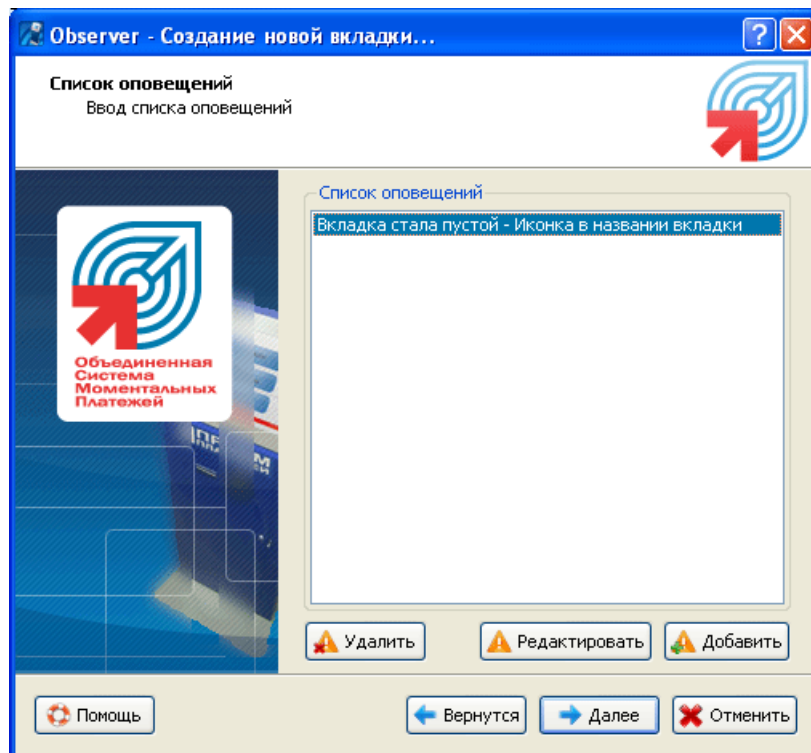 Observer - Создание новой вкладки...
Список оповещений
Ввод списка оповещений
Список оповещений
Вкладка стала пустой - Иконка в названии вкладки
Объединенная
Система
Моментальных
Платежей
Удалить
Редактировать
Добавить
Помощь
Вернутся
Далее
Отменить